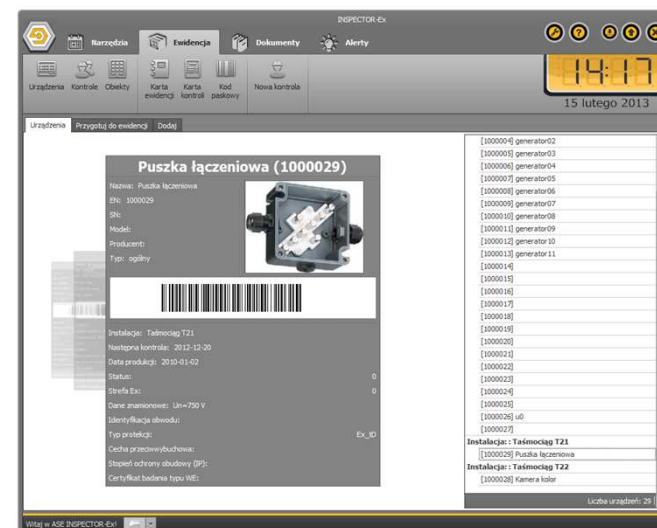 INSPECTOR-Ex
Narzędzia
Ewidencja
Dokumenty
Alerty
Urządzenia
Kontrole
Obiekty
Karta ewidencji
Karta kontroli
Kod paskowy
Nowa kontrola
14:17
15 lutego 2013
Urządzenia
Przygotuj do ewidencji
Dodaj
Puszka łączeniowa (1000029)
Nazwa: Puszka łączeniowa
EN: 1000029
SN:
Model:
Producent:
Typ: ogólny
Instalacja: Taśmociąg T21
Następna kontrola: 2012-12-20
Data produkcji: 2010-01-02
Status: 0
Strefa Ex: 0
Dane znamionowe: Un=750 V
Identyfikacja obwodu:
Typ protekcji: Ex_tD
Cecha przeciwwybuchowa:
Stopień ochrony obudowy (IP):
Certyfikat badania typu WE:
[1000004] generator02
[1000005] generator03
[1000006] generator04
[1000007] generator05
[1000008] generator06
[1000009] generator07
[1000010] generator08
[1000011] generator09
[1000012] generator10
[1000013] generator11
[1000014]
[1000015]
[1000016]
[1000017]
[1000018]
[1000019]
[1000020]
[1000021]
[1000022]
[1000023]
[1000024]
[1000025]
[1000026] u0
[1000027]
Instalacja: : Taśmociąg T21
[1000029] Puszka łączeniowa
Instalacja: : Taśmociąg T22
[1000028] Kamera kolor
Liczba urządzeń: 29
Witaj w ASE INSPECTOR-Ex!